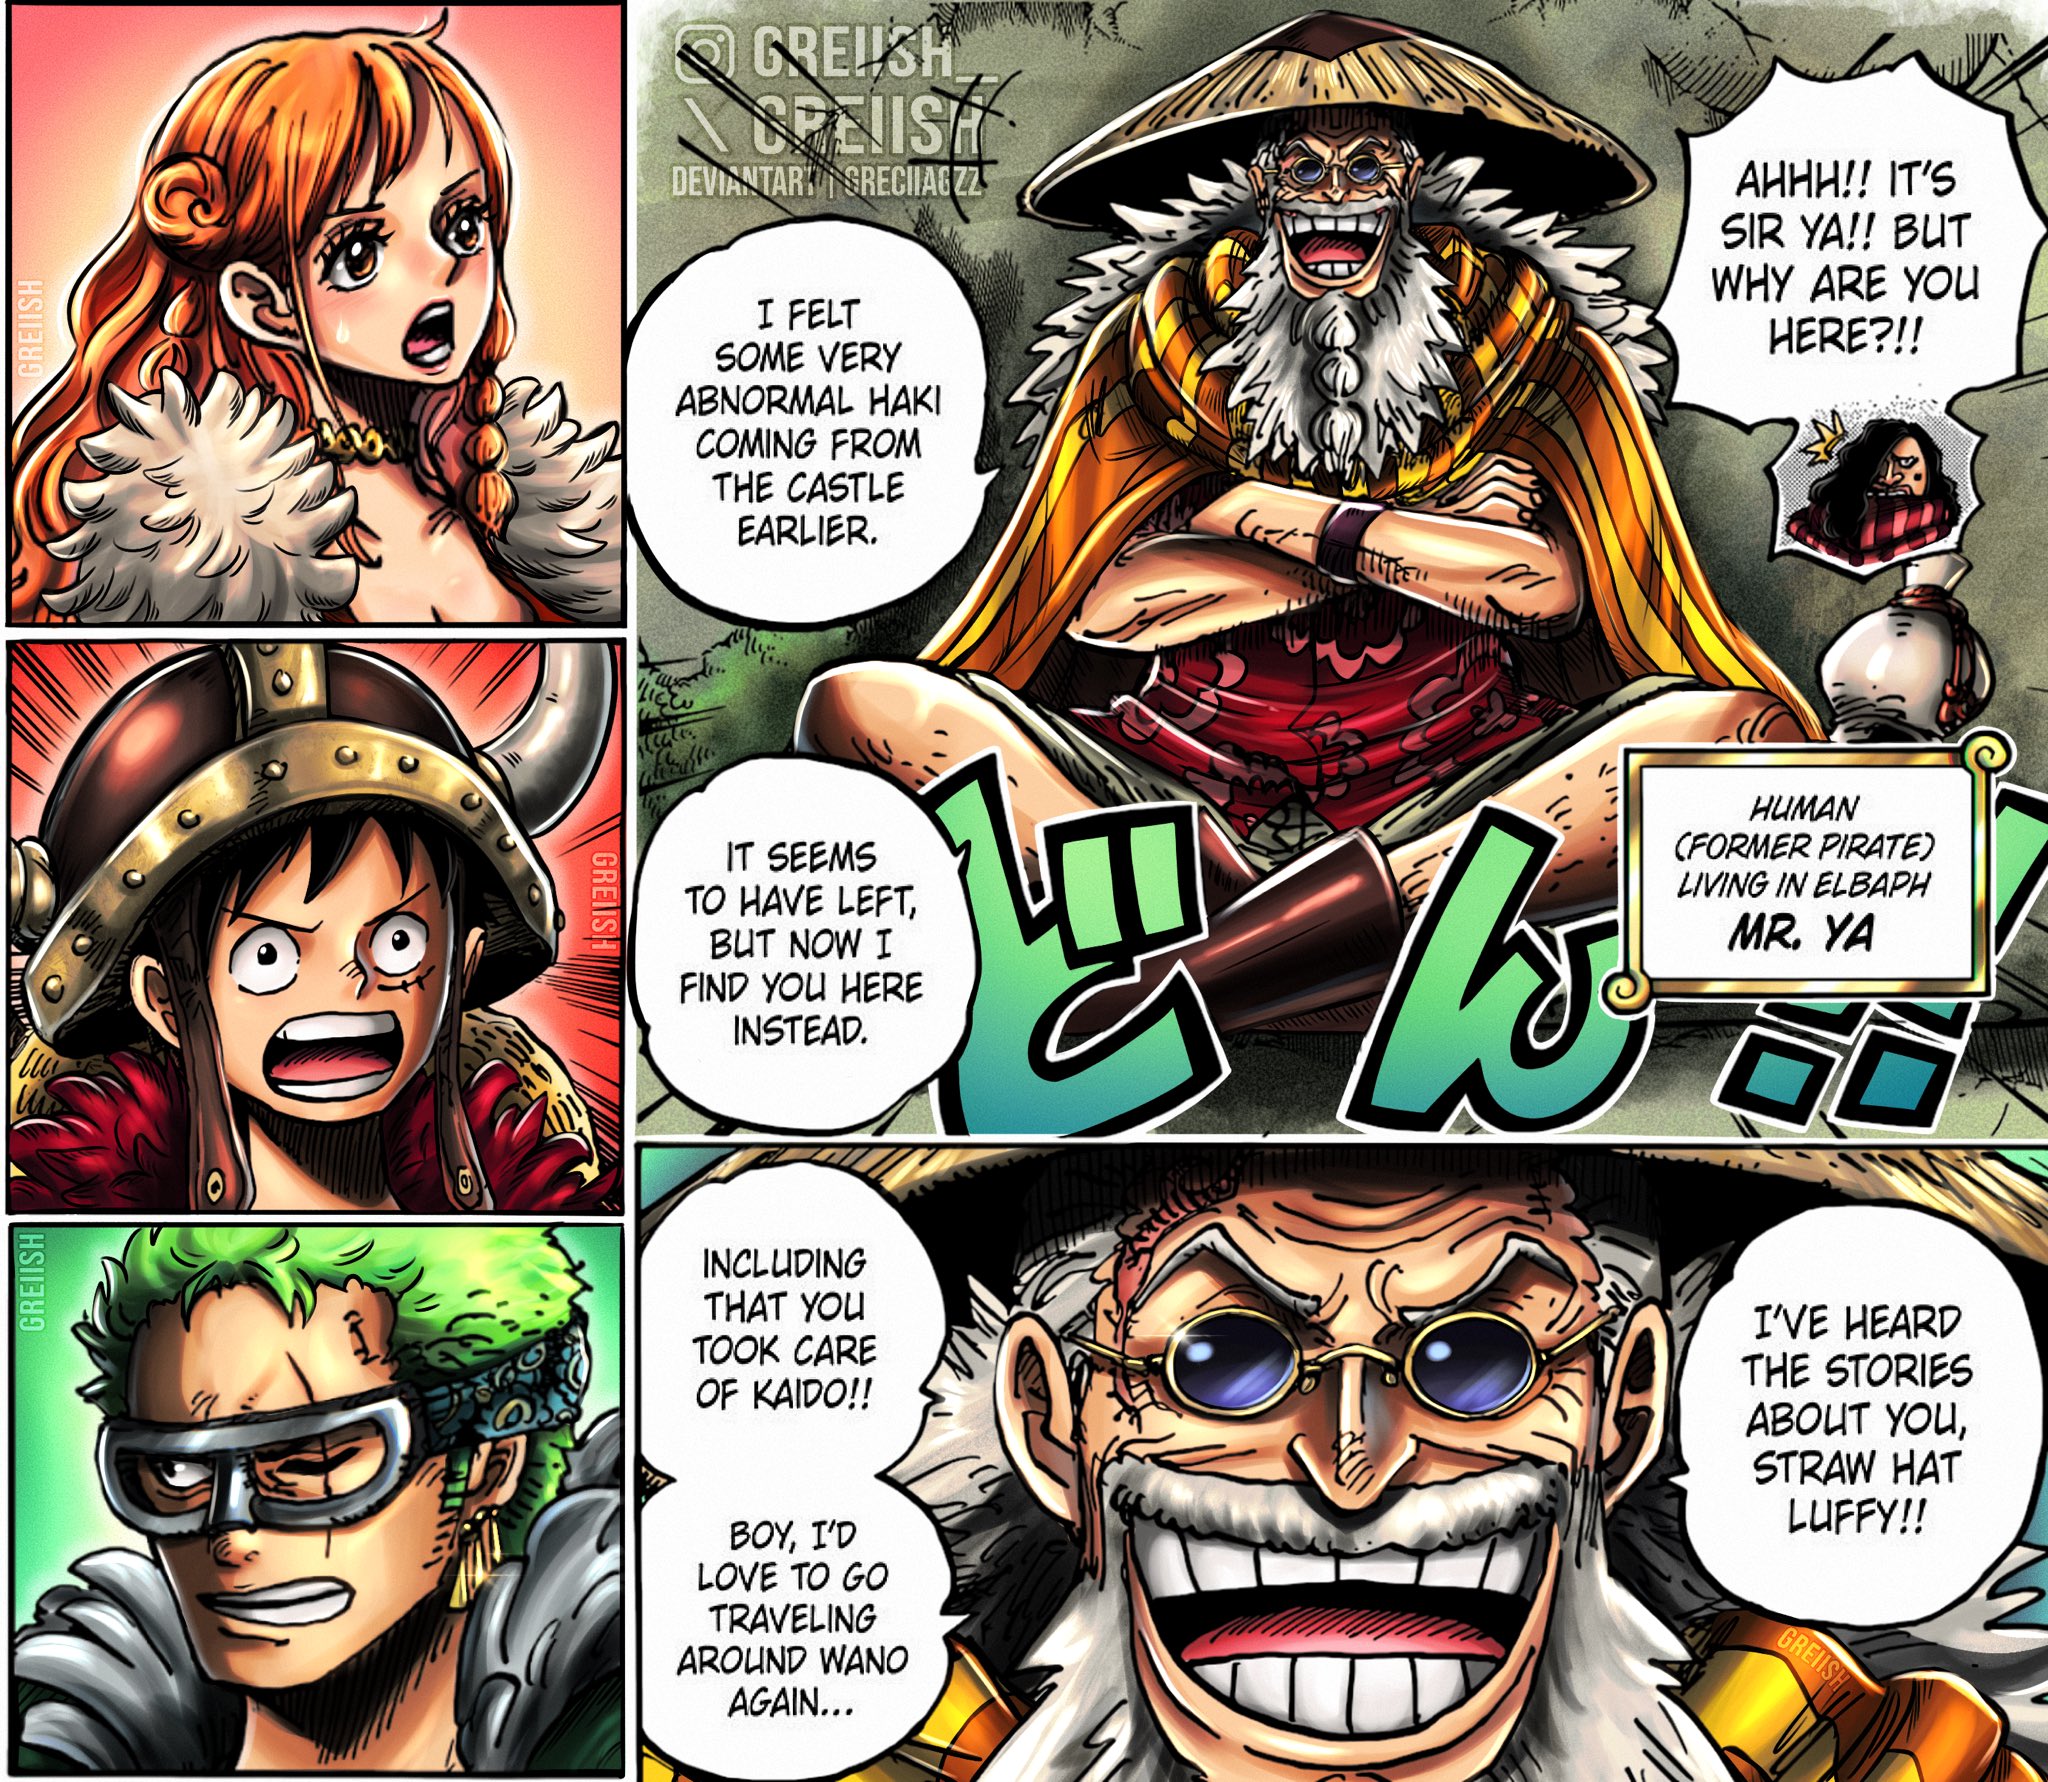 GREIISH_
GREIISH
DEVIANTART | GRECIIAGZZ
GREIISH
AHHH!! IT'S
SIR YA!! BUT
WHY ARE YOU
HERE?!!
I FELT
SOME VERY
ABNORMAL HAKI
COMING FROM
THE CASTLE
EARLIER.
IT SEEMS
TO HAVE LEFT,
BUT NOW I
FIND YOU HERE
INSTEAD.
HUMAN
(FORMER PIRATE)
LIVING IN ELBAPH
MR. YA
どん!!
GREIISH
GREIISH
I'VE HEARD
THE STORIES
ABOUT YOU,
STRAW HAT
LUFFY!!
INCLUDING
THAT YOU
TOOK CARE
OF KAIDO!!
BOY, I'D
LOVE TO GO
TRAVELING
AROUND WANO
AGAIN...
GREIISH